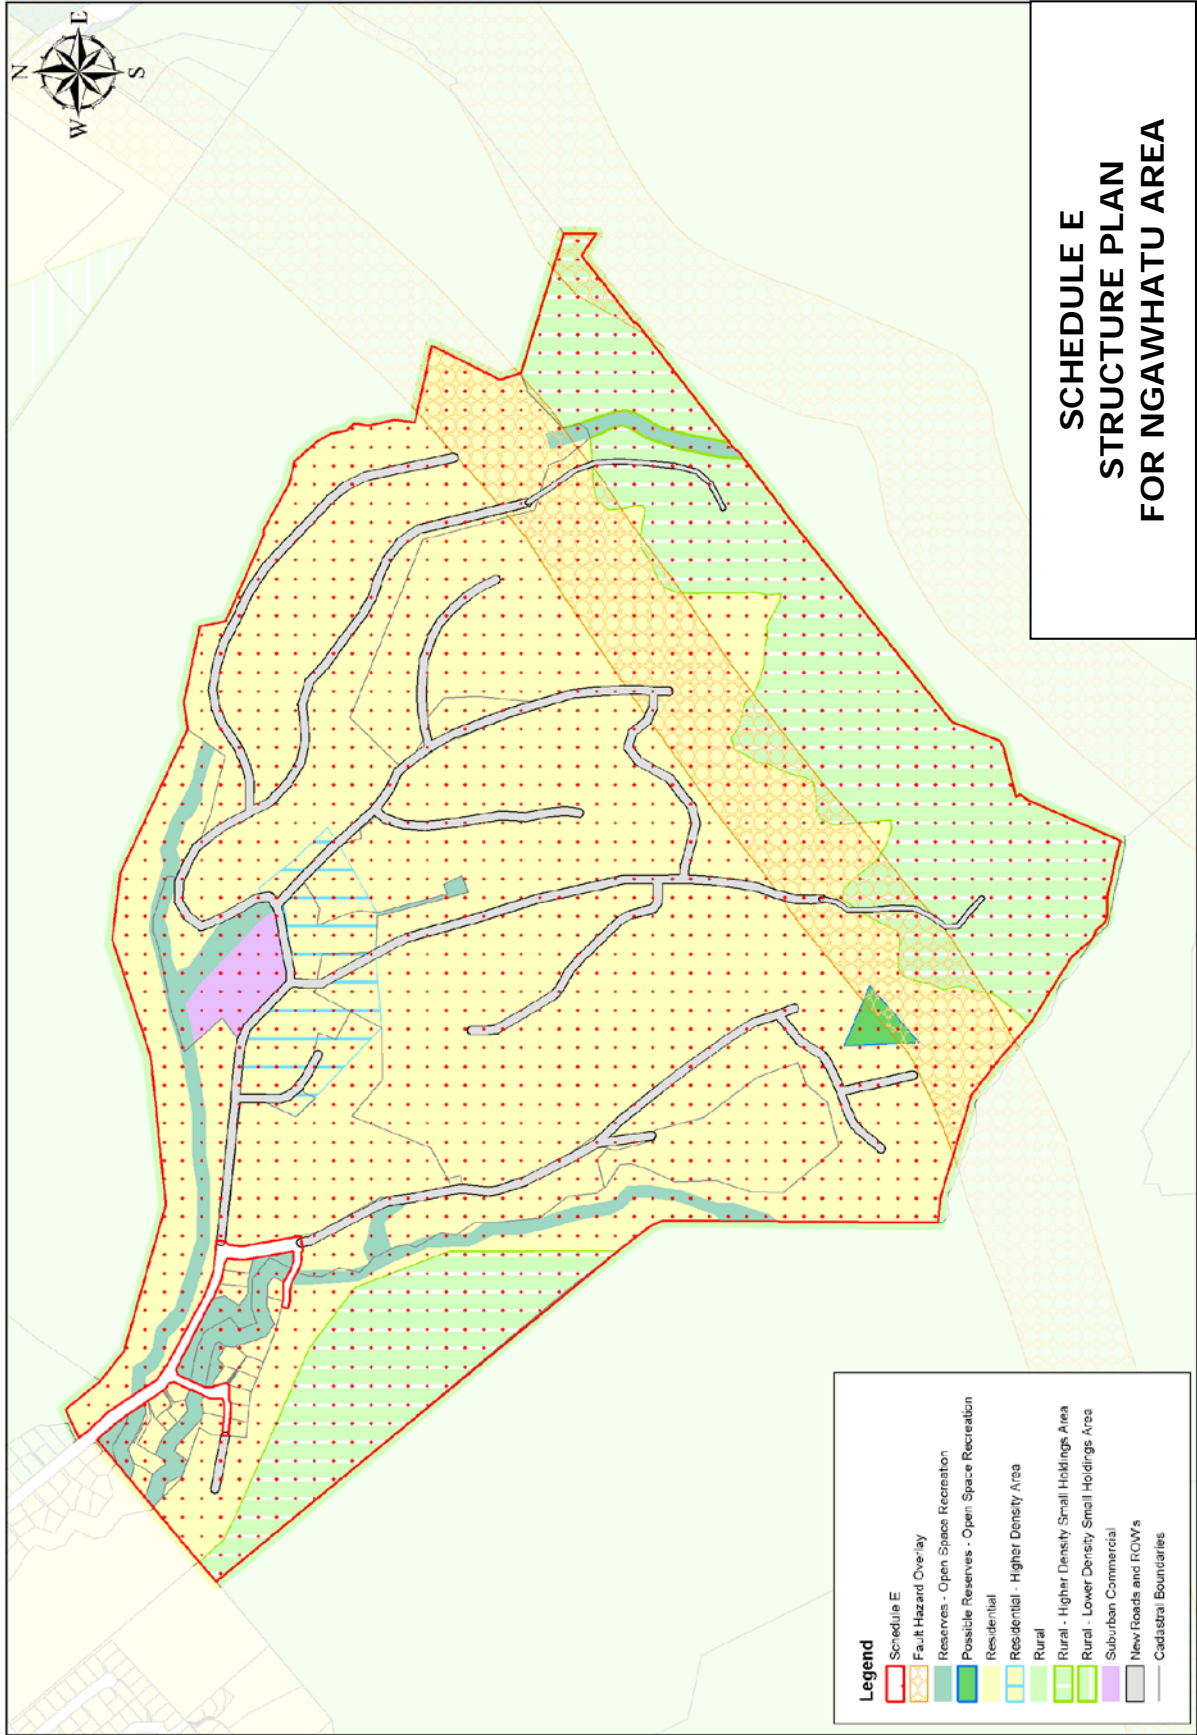 N
E
S
W
SCHEDULE E
STRUCTURE PLAN
FOR NGAWHATU AREA
Legend
Schedule E
Fault Hazard Overlay
Reserves - Open Space Recreation
Possible Reserves - Open Space Recreation
Residential
Residential - Higher Density Area
Rural
Rural - Higher Density Small Holdings Area
Rural - Lower Density Small Holdings Area
Suburban Commercial
New Roads and ROW's
Cadastral Boundaries